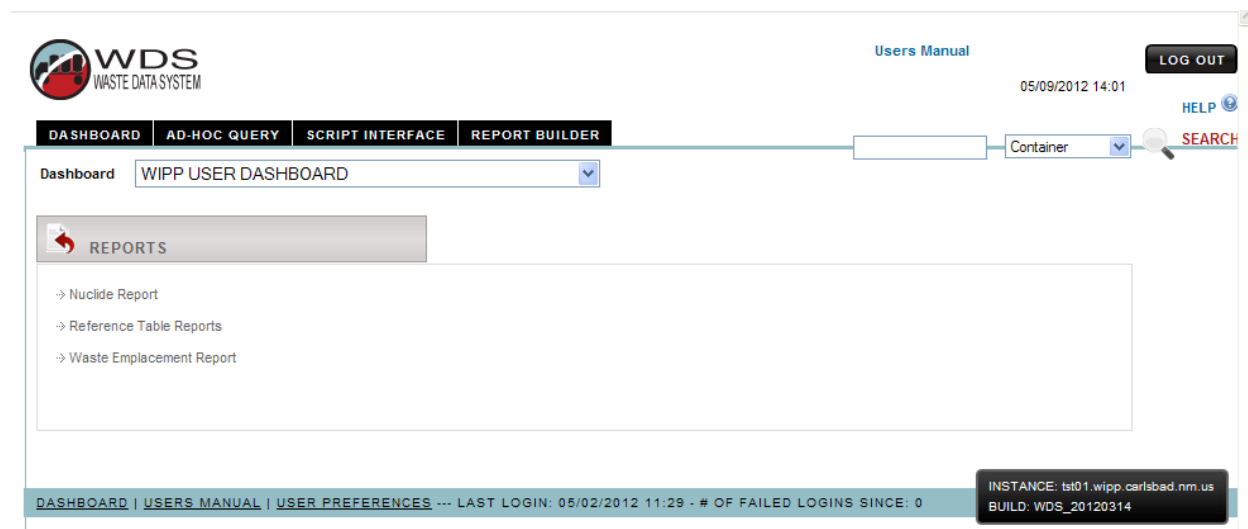 WDS
WASTE DATA SYSTEM
Users Manual
LOG OUT
05/09/2012 14:01
HELP
DASHBOARD AD-HOC QUERY SCRIPT INTERFACE REPORT BUILDER
Container
SEARCH
Dashboard WIPP USER DASHBOARD
REPORTS
Nuclide Report
Reference Table Reports
Waste Emplacement Report
DASHBOARD | USERS MANUAL | USER PREFERENCES --- LAST LOGIN: 05/02/2012 11:29 - # OF FAILED LOGINS SINCE: 0
INSTANCE: tst01.wipp.carlsbad.nm.us
BUILD: WDS_20120314